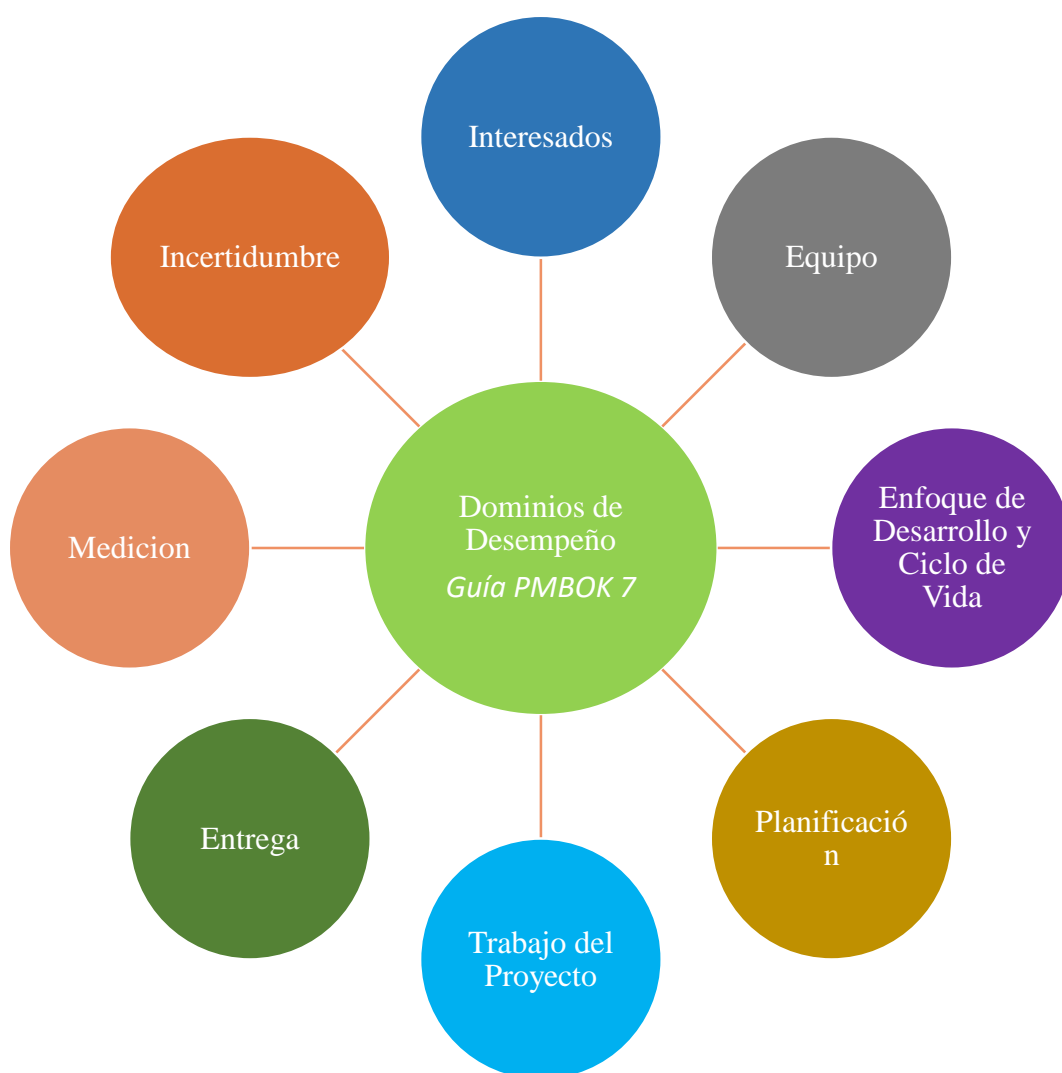 Interesados
Incertidumbre
Equipo
Dominios de
Desempeño
Guía PMBOK 7
Enfoque de
Desarrollo y
Ciclo de
Vida
Medicion
Planificació
n
Entrega
Trabajo del
Proyecto